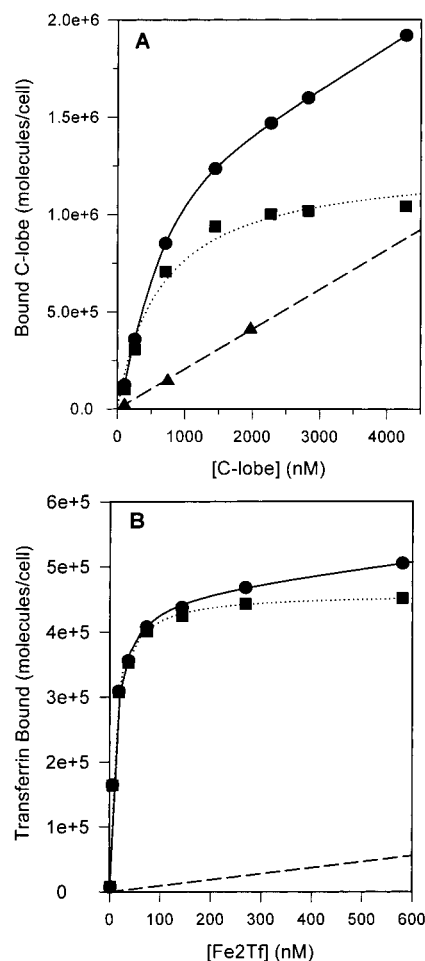 A
2.0e+6
1.5e+6
1.0e+6
5.0e+5
0.0
Bound C-lobe (molecules/cell)
0 1000 2000 3000 4000
[C-lobe] (nM)
B
6e+5
5e+5
4e+5
3e+5
2e+5
1e+5
0
Transferrin Bound (molecules/cell)
0 100 200 300 400 500 600
[Fe2Tf] (nM)